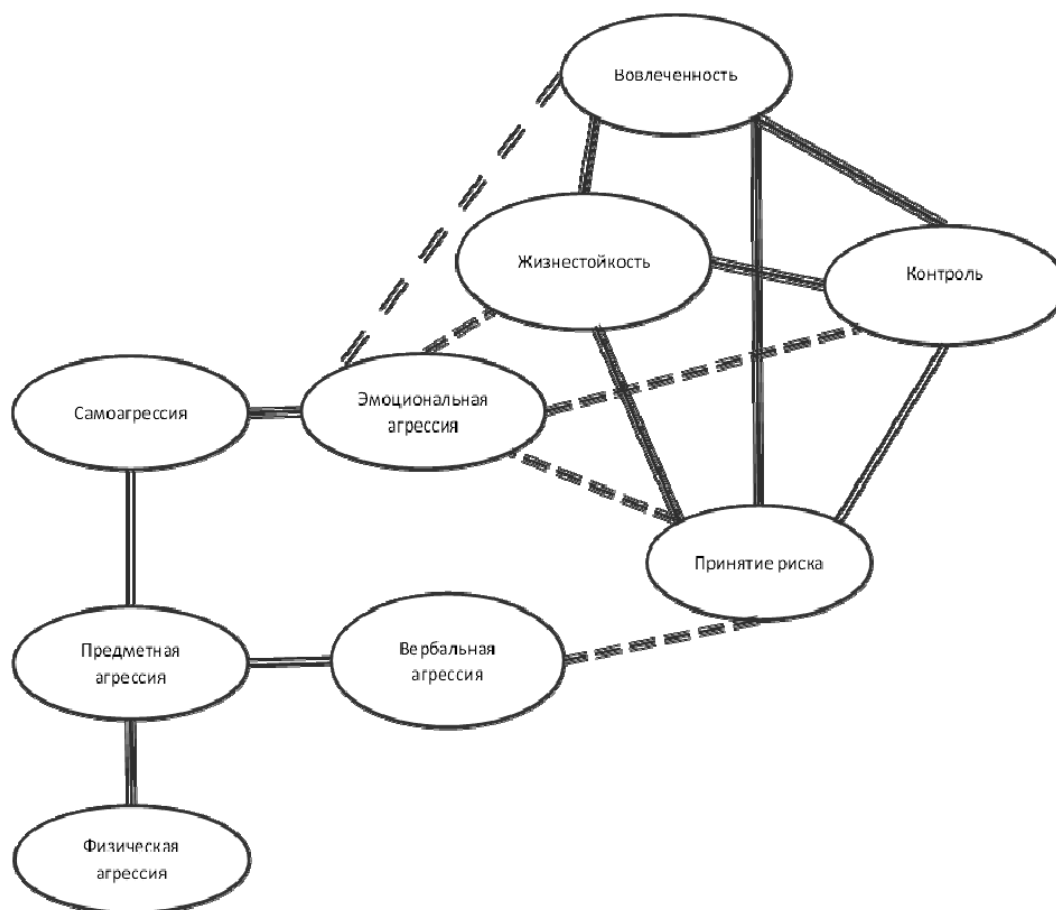 Вовлеченность
Жизнестойкость
Контроль
Самоагрессия
Эмоциональная
агрессия
Принятие риска
Предметная
агрессия
Вербальная
агрессия
Физическая
агрессия